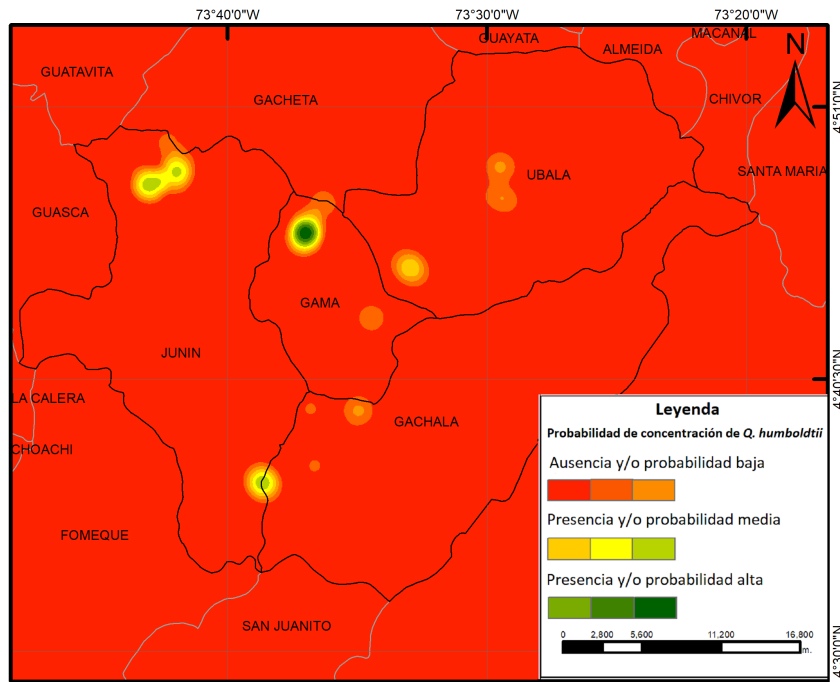 73°40'0"W
73°30'0"W
73°20'0"W
GUAYATA
MACANAL
ALMEIDA
N
GUATAVITA
GACHETA
CHIVOR
4°51'0"N
UBALA
SANTA MARIA
GUASCA
GAMA
JUNIN
4°40'30"N
LA CALERA
GACHALA
CHOACHI
FOMEQUE
SAN JUANITO
4°30'0"N
Leyenda
Probabilidad de concentración de Q. humboldtii
Ausencia y/o probabilidad baja
Presencia y/o probabilidad media
Presencia y/o probabilidad alta
0 2,800 5,600 11,200 16,800
m.